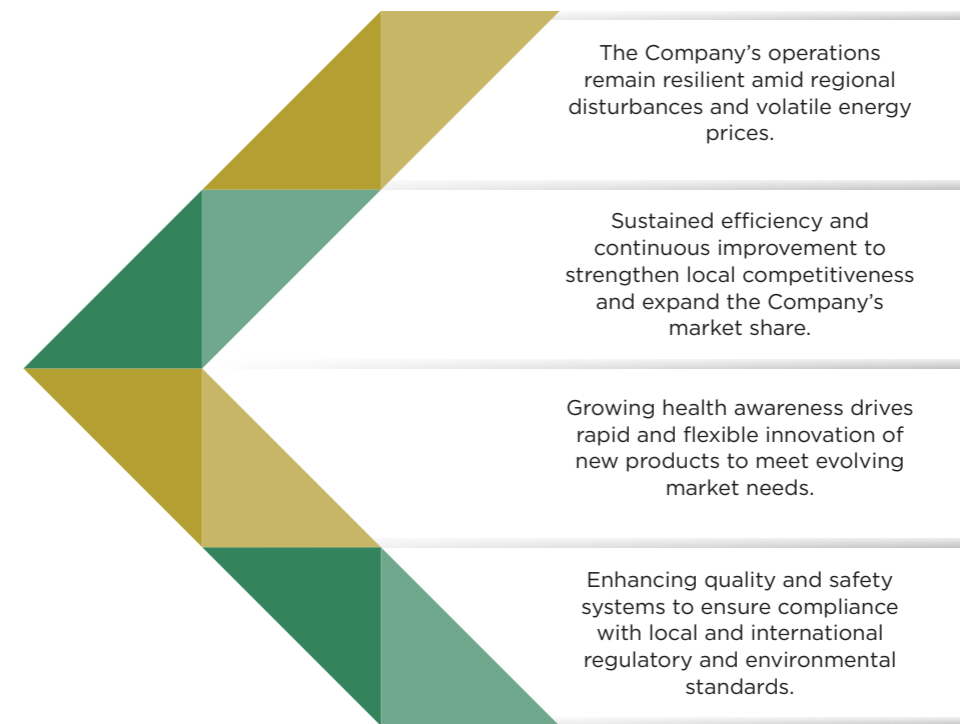 The Company’s operations
remain resilient amid regional
disturbances and volatile energy
prices.
Sustained efficiency and
continuous improvement to
strengthen local competitiveness
and expand the Company’s
market share.
Growing health awareness drives
rapid and flexible innovation of
new products to meet evolving
market needs.
Enhancing quality and safety
systems to ensure compliance
with local and international
regulatory and environmental
standards.